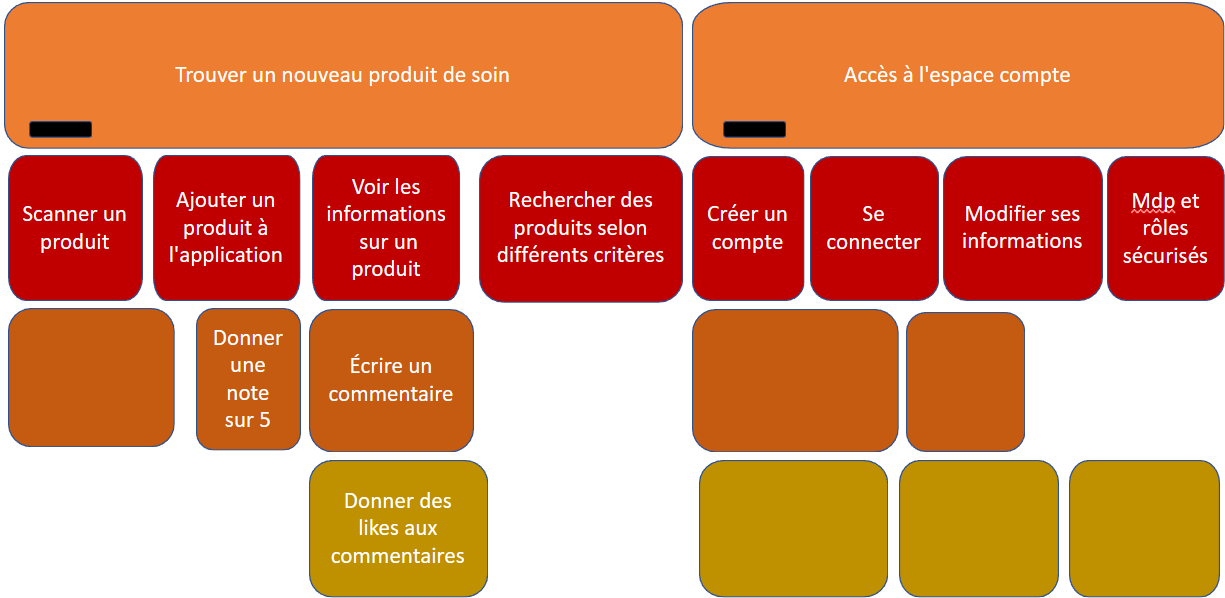 Trouver un nouveau produit de soin
Accès à l'espace compte
Scanner un
produit
Ajouter un
produit à
l'application
Voir les
informations
sur un
produit
Rechercher des
produits selon
différents critères
Créer un
compte
Se
connecter
Modifier ses
informations
Mdp et
rôles
sécurisés
Donner
une
note
sur 5
Écrire un
commentaire
Donner des
likes aux
commentaires